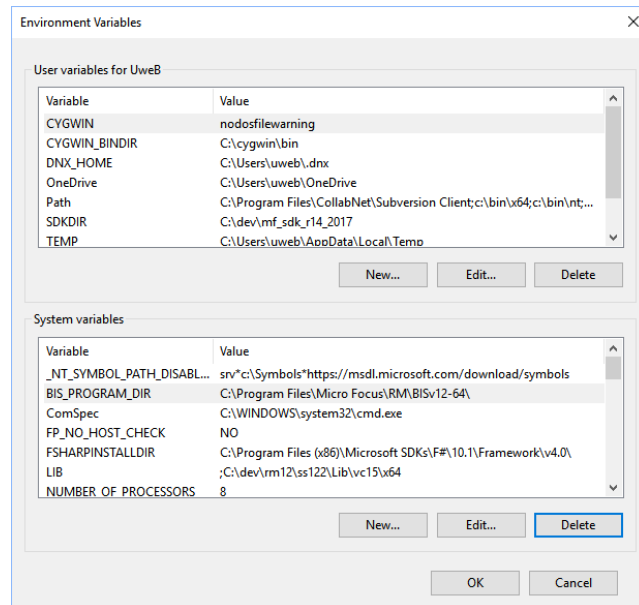 Environment Variables
User variables for UweB
Variable Value
CYGWIN nodosfilewarning
CYGWIN_BINDIR C:\cygwin\bin
DNX_HOME C:\Users\uweb\.dnx
OneDrive C:\Users\uweb\OneDrive
Path C:\Program Files\CollabNet\Subversion Client;c:\bin\x64;c:\bin\nt;...
SDKDIR C:\dev\mf_sdk_r14_2017
TEMP C:\Users\uweb\AppData\Local\Temp
New... Edit... Delete
System variables
Variable Value
_NT_SYMBOL_PATH_DISABL... srv*c:\Symbols*https://msdl.microsoft.com/download/symbols
BIS_PROGRAM_DIR C:\Program Files\Micro Focus\RM\BISv12-64\
ComSpec C:\WINDOWS\system32\cmd.exe
FP_NO_HOST_CHECK NO
FSHARPINSTALLDIR C:\Program Files (x86)\Microsoft SDKs\F#\10.1\Framework\v4.0\
LIB ;C:\dev\rm12\ss122\Lib\vc15\x64
NUMBER_OF_PROCESSORS 8
New... Edit... Delete
OK Cancel